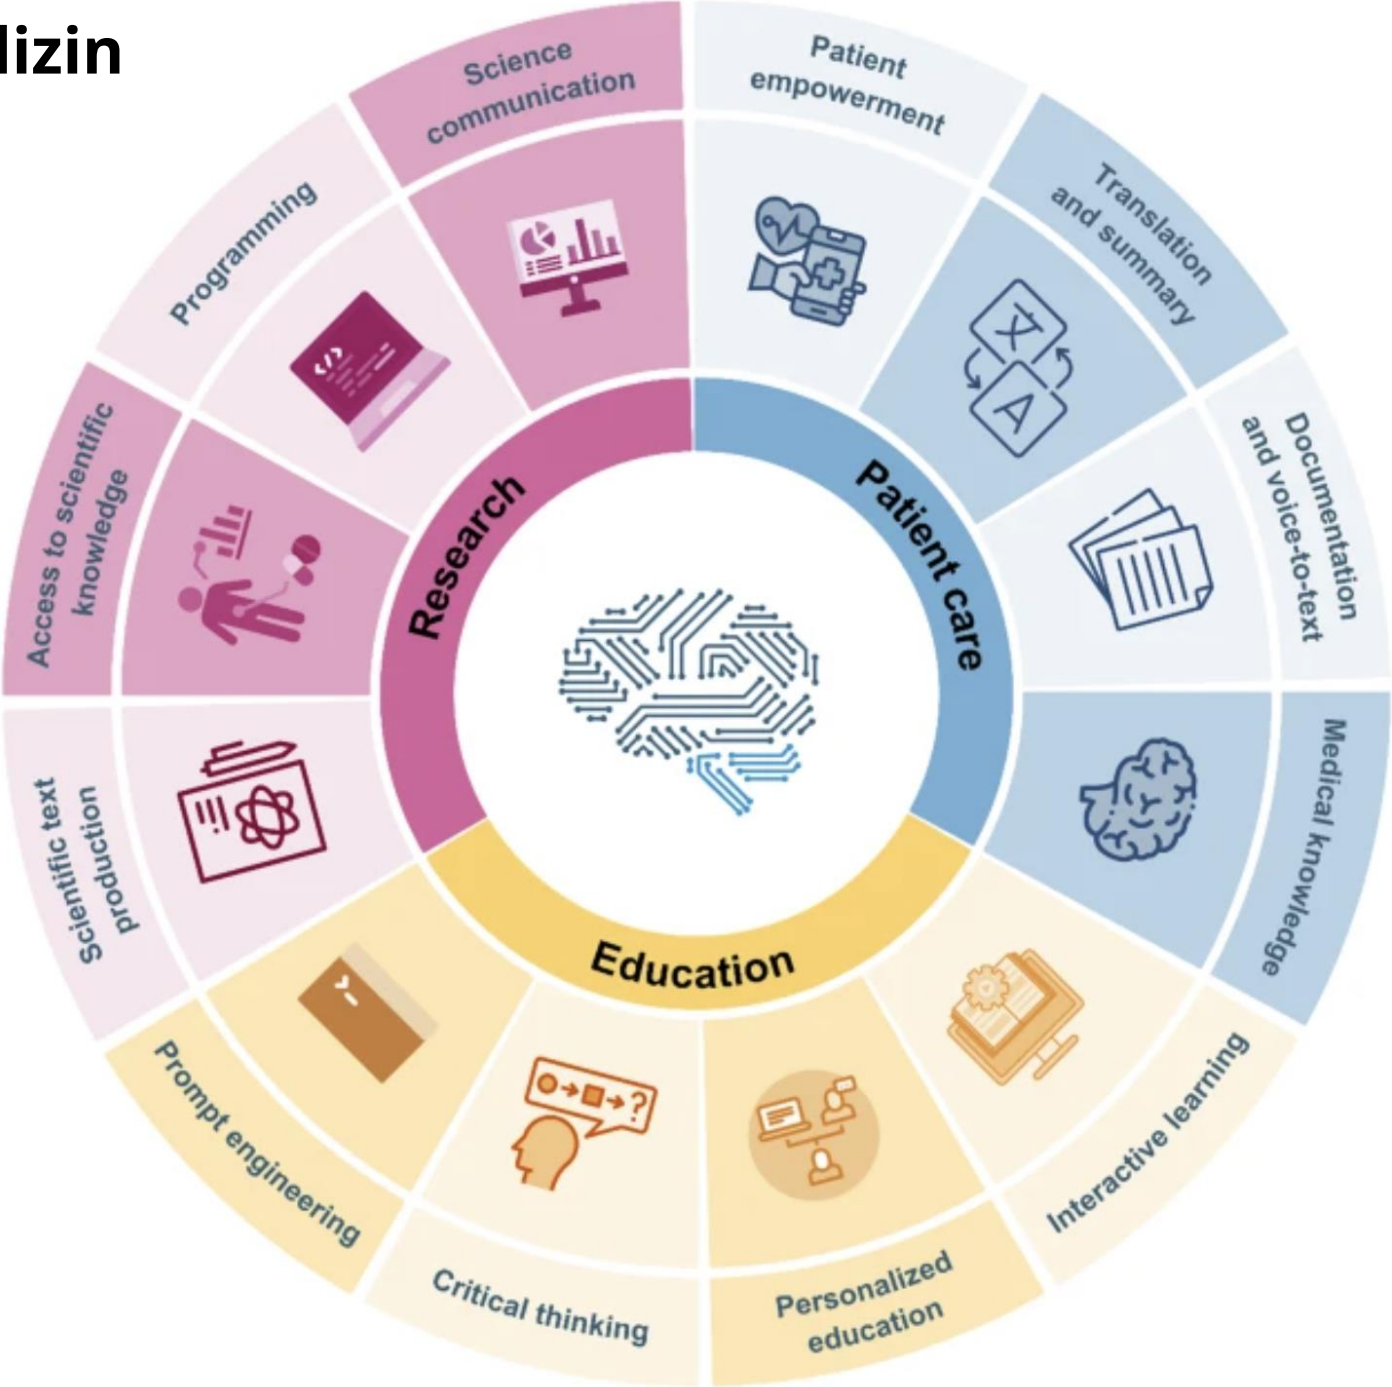 lizin
Science
communication
Patient
empowerment
Translation
and summary
Documentation
and voice-to-text
Medical knowledge
Interactive learning
Personalized
education
Critical thinking
Prompt engineering
Scientific text
production
Access to scientific
knowledge
Programming
Research
Patient care
Education
文
A